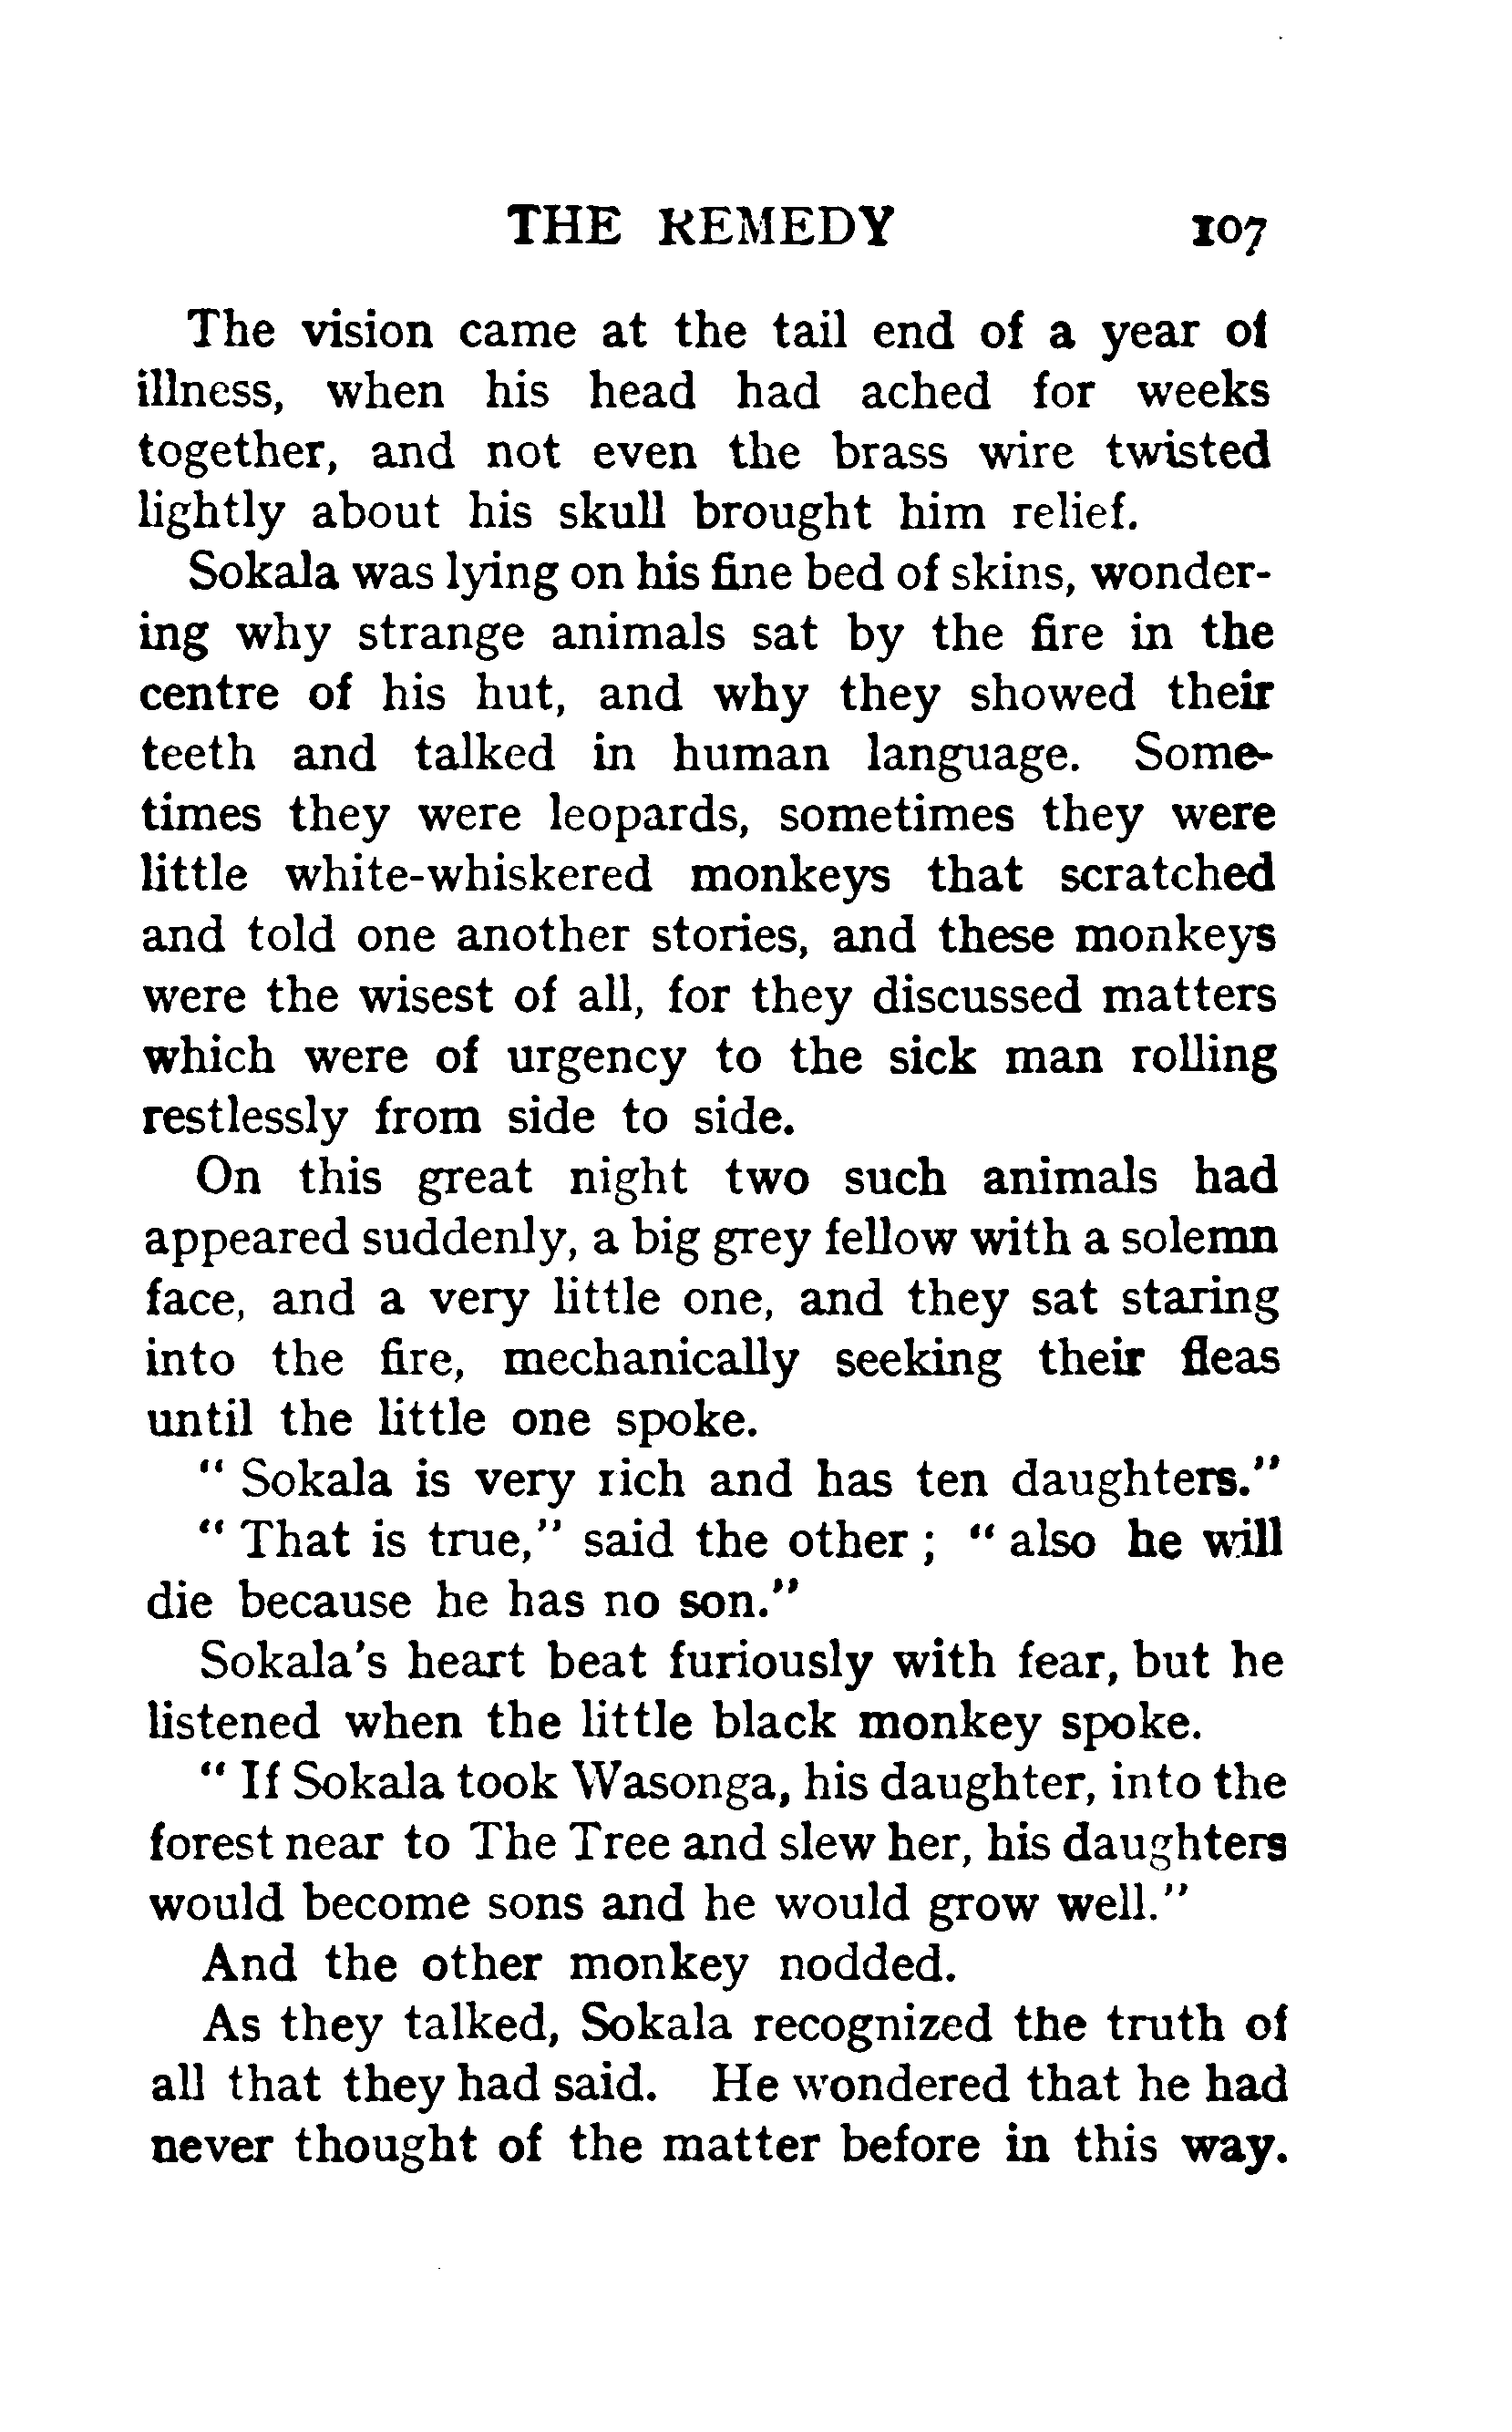 THE REMEDY 107
The vision came at the tail end of a year of
illness, when his head had ached for weeks
together, and not even the brass wire twisted
lightly about his skull brought him relief.
Sokala was lying on his fine bed of skins, wonder-
ing why strange animals sat by the fire in the
centre of his hut, and why they showed their
teeth and talked in human language. Some-
times they were leopards, sometimes they were
little white-whiskered monkeys that scratched
and told one another stories, and these monkeys
were the wisest of all, for they discussed matters
which were of urgency to the sick man rolling
restlessly from side to side.
On this great night two such animals had
appeared suddenly, a big grey fellow with a solemn
face, and a very little one, and they sat staring
into the fire, mechanically seeking their fleas
until the little one spoke.
" Sokala is very rich and has ten daughters."
" That is true," said the other ; " also he will
die because he has no son."
Sokala's heart beat furiously with fear, but he
listened when the little black monkey spoke.
" If Sokala took Wasonga, his daughter, into the
forest near to The Tree and slew her, his daughters
would become sons and he would grow well."
And the other monkey nodded.
As they talked, Sokala recognized the truth of
all that they had said. He wondered that he had
never thought of the matter before in this way.